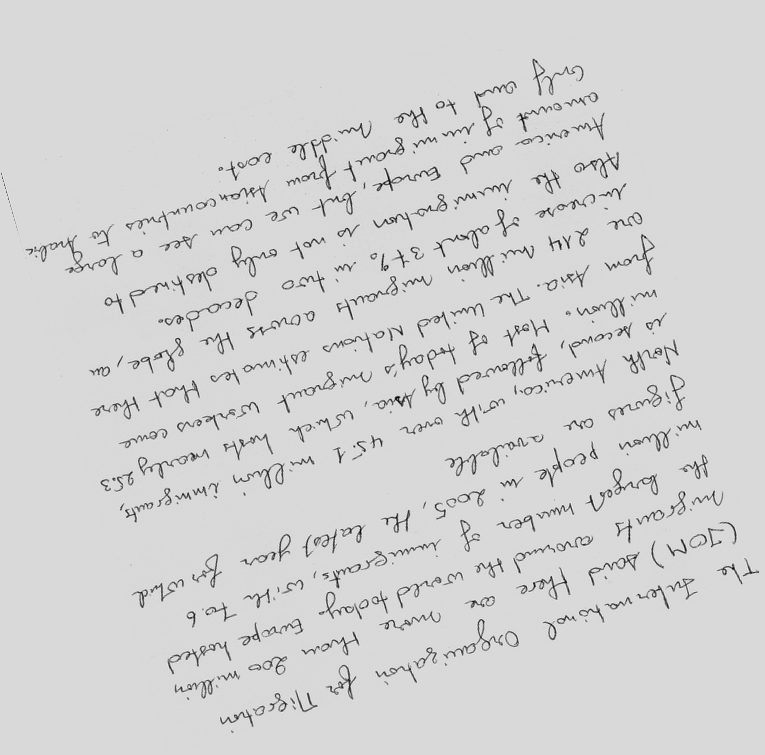 The International Organization for Migration
(IOM) said there are more than 200 million
migrants around the world today. Europe hosted
the largest number of immigrants, with 70.6
million people in 2005, the latest year for which
figures are available
North America, with over 45.1 million immigrants,
is second, followed by Asia, which hosts nearly 25.3
million. Most of today's migrant workers come
from Asia. The United Nations estimates that there
are 214 million migrants across the globe, an
increase of about 37% in two decades.
Also the immigration is not only destined to
America and Europe, but we can see a large
amount of immigrant from Asian countries to Arabic
only and to the middle east.